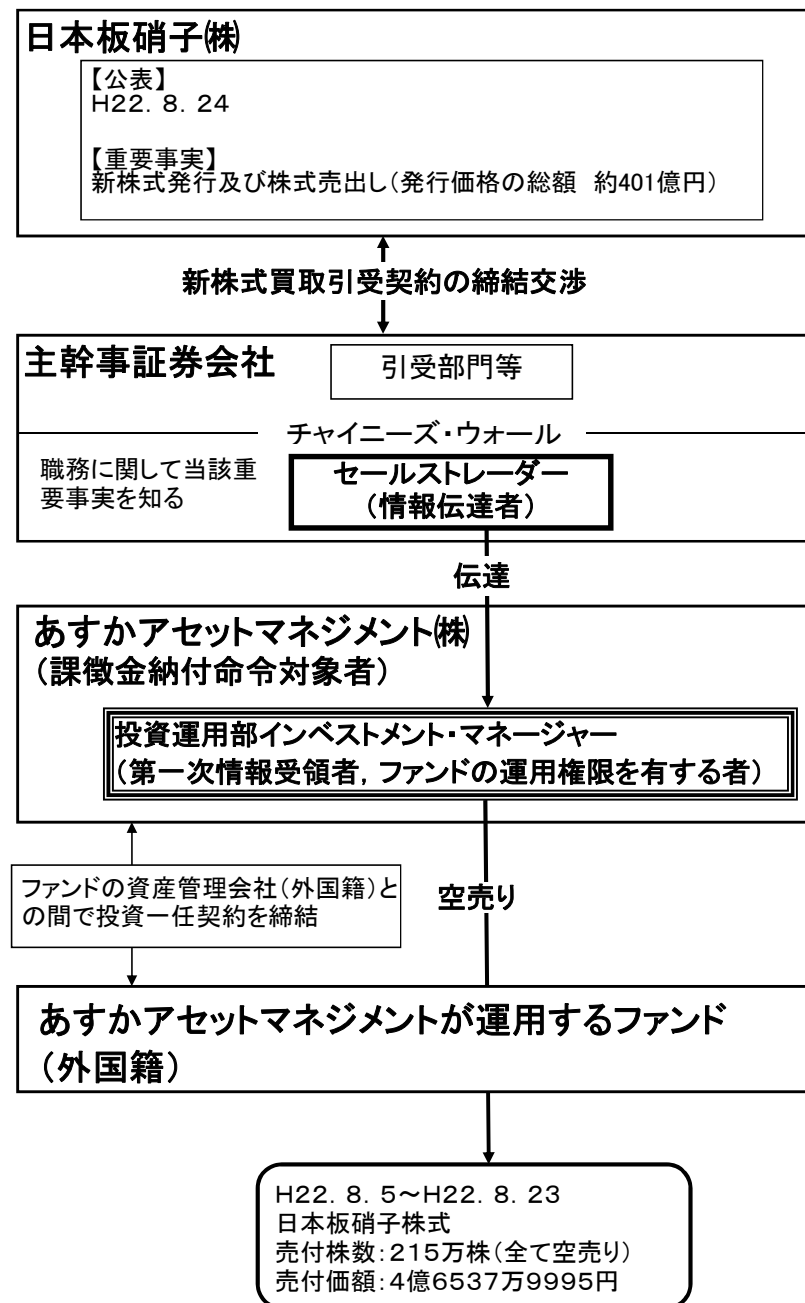 日本板硝子㈱
【公表】
H22．8．24
【重要事実】
新株式発行及び株式売出し（発行価格の総額　約401億円）
新株式買取引受契約の締結交渉
主幹事証券会社
引受部門等
チャイニーズ・ウォール
職務に関して当該重
要事実を知る
セールストレーダー
（情報伝達者）
伝達
あすかアセットマネジメント㈱
（課徴金納付命令対象者）
投資運用部インベストメント・マネージャー
（第一次情報受領者，ファンドの運用権限を有する者）
ファンドの資産管理会社（外国籍）と
の間で投資一任契約を締結
空売り
あすかアセットマネジメントが運用するファンド
（外国籍）
H22．8．5～H22．8．23
日本板硝子株式
売付株数：215万株（全て空売り）
売付価額：4億6537万9995円